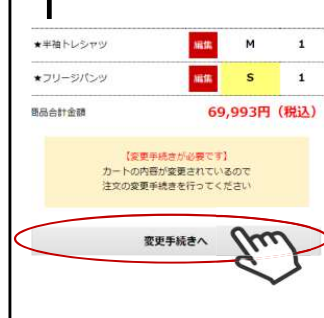 ★半袖トレシャツ 編集 M 1
★フリージパンツ 編集 S 1
商品合計金額 69,993円（税込）
【変更手続きが必要です】
カートの内容が変更されているので
注文の変更手続きを行ってください
変更手続きへ